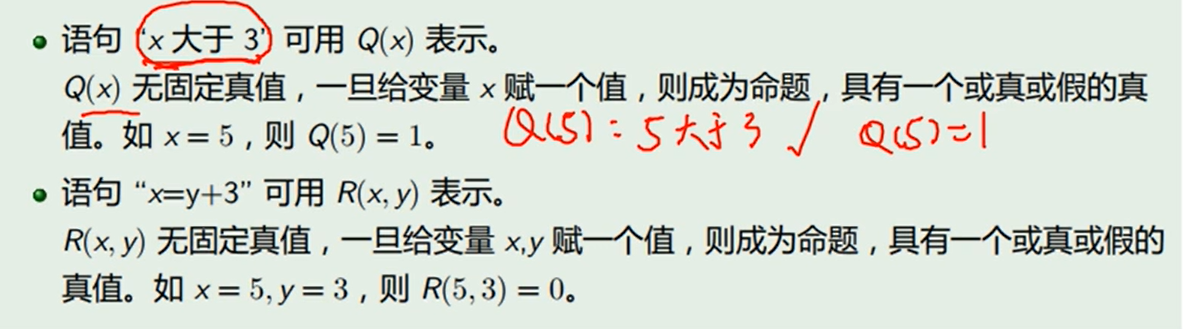 语句 “x 大于 3” 可用 Q(x) 表示。
Q(x) 无固定真值，一旦给变量 x 赋一个值，则成为命题，具有一个或真或假的真
值。如 x = 5，则 Q(5) = 1。 Q(5)：5大于3 √ Q(5)=1
语句 “x=y+3” 可用 R(x, y) 表示。
R(x, y) 无固定真值，一旦给变量 x,y 赋一个值，则成为命题，具有一个或真或假的
真值。如 x = 5, y = 3，则 R(5, 3) = 0。